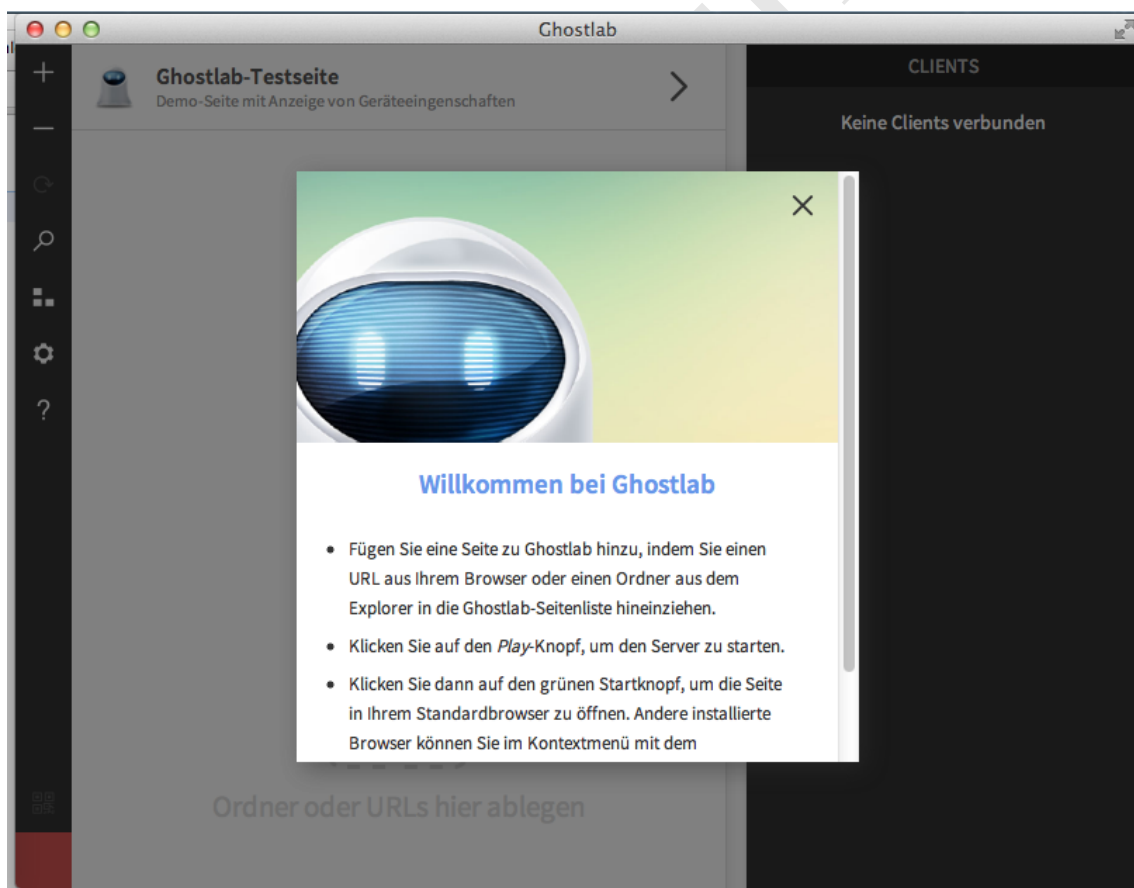 Ghostlab
Ghostlab-Testseite
Demo-Seite mit Anzeige von Geräteeingenschaften
CLIENTS
Keine Clients verbunden
Willkommen bei Ghostlab
Fügen Sie eine Seite zu Ghostlab hinzu, indem Sie einen
URL aus Ihrem Browser oder einen Ordner aus dem
Explorer in die Ghostlab-Seitenliste hineinziehen.
Klicken Sie auf den Play-Knopf, um den Server zu starten.
Klicken Sie dann auf den grünen Startknopf, um die Seite
in Ihrem Standardbrowser zu öffnen. Andere installierte
Browser können Sie im Kontextmenü mit dem
Ordner oder URLs hier ablegen